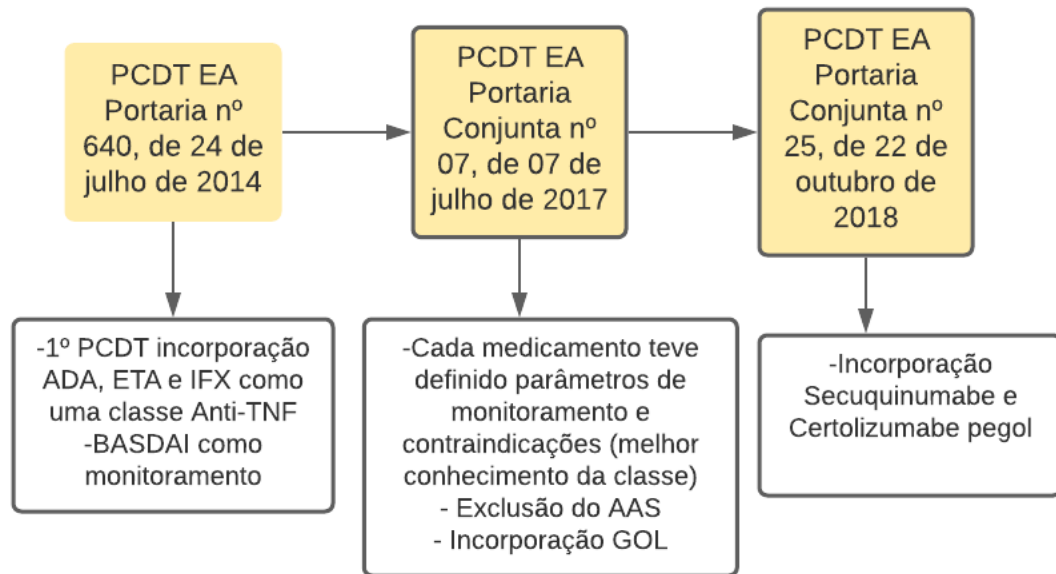 PCDT EA
Portaria nº
640, de 24 de
julho de 2014
PCDT EA
Portaria
Conjunta nº
07, de 07 de
julho de 2017
PCDT EA
Portaria
Conjunta nº
25, de 22 de
outubro de
2018
-1º PCDT incorporação
ADA, ETA e IFX como
uma classe Anti-TNF
-BASDAI como
monitoramento
-Cada medicamento teve
definido parâmetros de
monitoramento e
contraindicações (melhor
conhecimento da classe)
- Exclusão do AAS
- Incorporação GOL
-Incorporação
Secuquinumabe e
Certolizumabe pegol